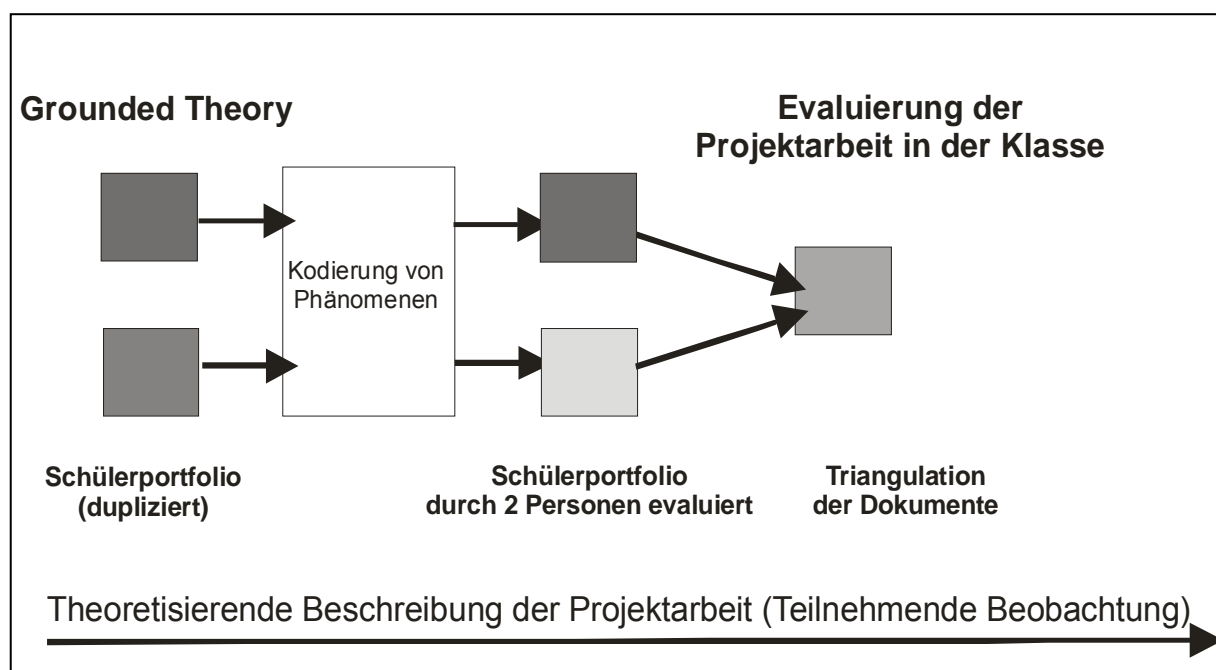 Grounded Theory
Evaluierung der
Projektarbeit in der Klasse
Kodierung von
Phänomenen
Schülerportfolio
(dupliziert)
Schülerportfolio
durch 2 Personen evaluiert
Triangulation
der Dokumente
Theoretisierende Beschreibung der Projektarbeit (Teilnehmende Beobachtung)